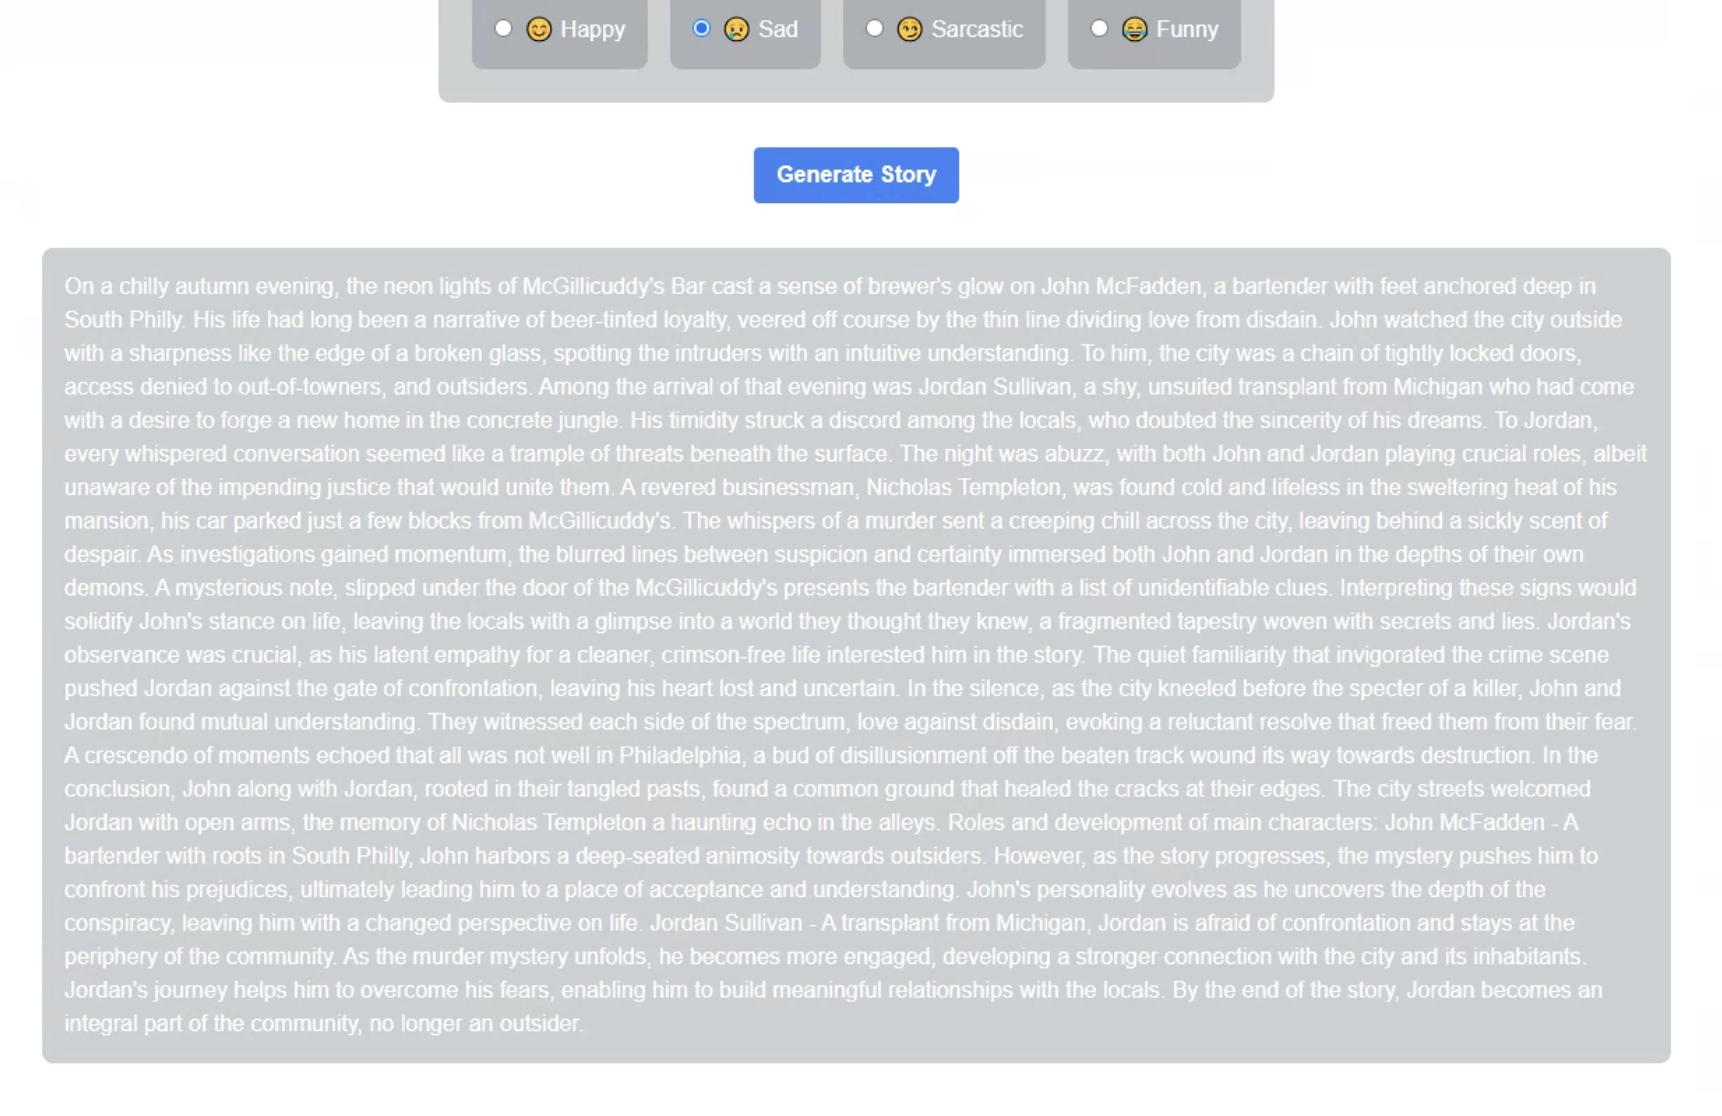 😊 Happy 😢 Sad 😏 Sarcastic 😂 Funny
Generate Story
On a chilly autumn evening, the neon lights of McGillicuddy's Bar cast a sense of brewer's glow on John McFadden, a bartender with feet anchored deep in
South Philly. His life had long been a narrative of beer-tinted loyalty, veered off course by the thin line dividing love from disdain. John watched the city outside
with a sharpness like the edge of a broken glass, spotting the intruders with an intuitive understanding. To him, the city was a chain of tightly locked doors,
access denied to out-of-towners, and outsiders. Among the arrival of that evening was Jordan Sullivan, a shy, unsuited transplant from Michigan who had come
with a desire to forge a new home in the concrete jungle. His timidity struck a discord among the locals, who doubted the sincerity of his dreams. To Jordan,
every whispered conversation seemed like a trample of threats beneath the surface. The night was abuzz, with both John and Jordan playing crucial roles, albeit
unaware of the impending justice that would unite them. A revered businessman, Nicholas Templeton, was found cold and lifeless in the sweltering heat of his
mansion, his car parked just a few blocks from McGillicuddy's. The whispers of a murder sent a creeping chill across the city, leaving behind a sickly scent of
despair. As investigations gained momentum, the blurred lines between suspicion and certainty immersed both John and Jordan in the depths of their own
demons. A mysterious note, slipped under the door of the McGillicuddy's presents the bartender with a list of unidentifiable clues. Interpreting these signs would
solidify John's stance on life, leaving the locals with a glimpse into a world they thought they knew, a fragmented tapestry woven with secrets and lies. Jordan's
observance was crucial, as his latent empathy for a cleaner, crimson-free life interested him in the story. The quiet familiarity that invigorated the crime scene
pushed Jordan against the gate of confrontation, leaving his heart lost and uncertain. In the silence, as the city kneeled before the specter of a killer, John and
Jordan found mutual understanding. They witnessed each side of the spectrum, love against disdain, evoking a reluctant resolve that freed them from their fear.
A crescendo of moments echoed that all was not well in Philadelphia, a bud of disillusionment off the beaten track wound its way towards destruction. In the
conclusion, John along with Jordan, rooted in their tangled pasts, found a common ground that healed the cracks at their edges. The city streets welcomed
Jordan with open arms, the memory of Nicholas Templeton a haunting echo in the alleys. Roles and development of main characters: John McFadden - A
bartender with roots in South Philly, John harbors a deep-seated animosity towards outsiders. However, as the story progresses, the mystery pushes him to
confront his prejudices, ultimately leading him to a place of acceptance and understanding. John's personality evolves as he uncovers the depth of the
conspiracy, leaving him with a changed perspective on life. Jordan Sullivan - A transplant from Michigan, Jordan is afraid of confrontation and stays at the
periphery of the community. As the murder mystery unfolds, he becomes more engaged, developing a stronger connection with the city and its inhabitants.
Jordan's journey helps him to overcome his fears, enabling him to build meaningful relationships with the locals. By the end of the story, Jordan becomes an
integral part of the community, no longer an outsider.